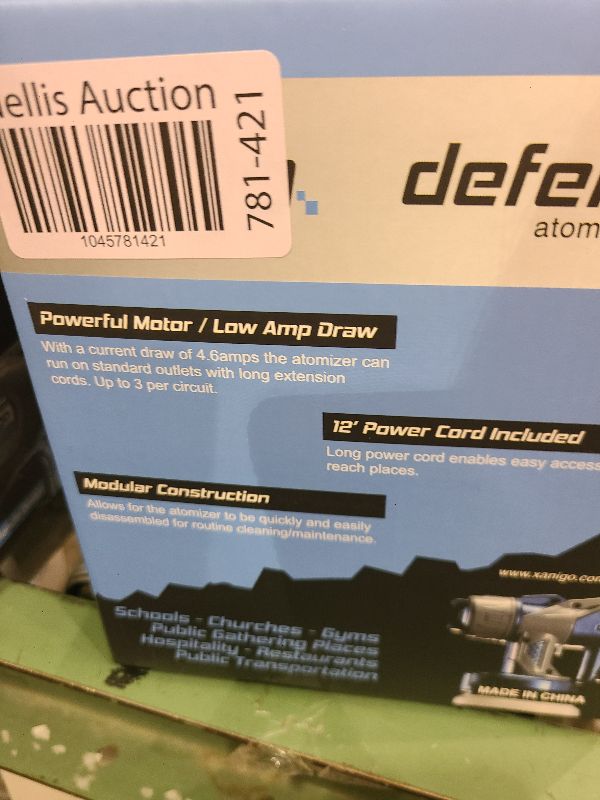 ellis Auction
781-421
1045781421
defe
atom
Powerful Motor / Low Amp Draw
With a current draw of 4.6amps the atomizer can
run on standard outlets with long extension
cords. Up to 3 per circuit.
12' Power Cord Included
Long power cord enables easy access
reach places.
Modular Construction
Allows for the atomizer to be quickly and easily
disassembled for routine cleaning/maintenance.
www.xanigo.com
Schools - Churches - Gyms
Public Gathering Places
Hospitality - Restaurants
Public Transportation
MADE IN CHINA